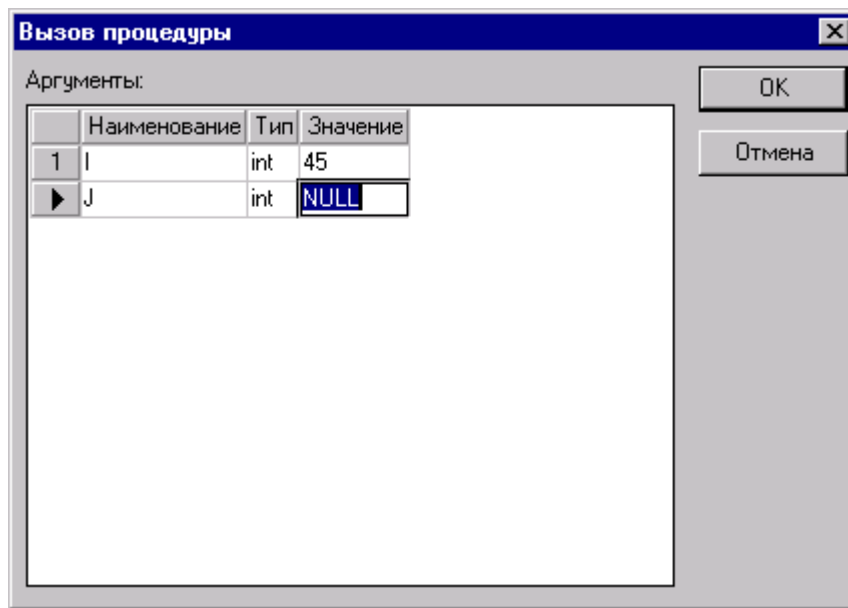 Вызов процедуры
Аргументы:
OK
Наименование Тип Значение
Отмена
1 I int 45
J int NULL